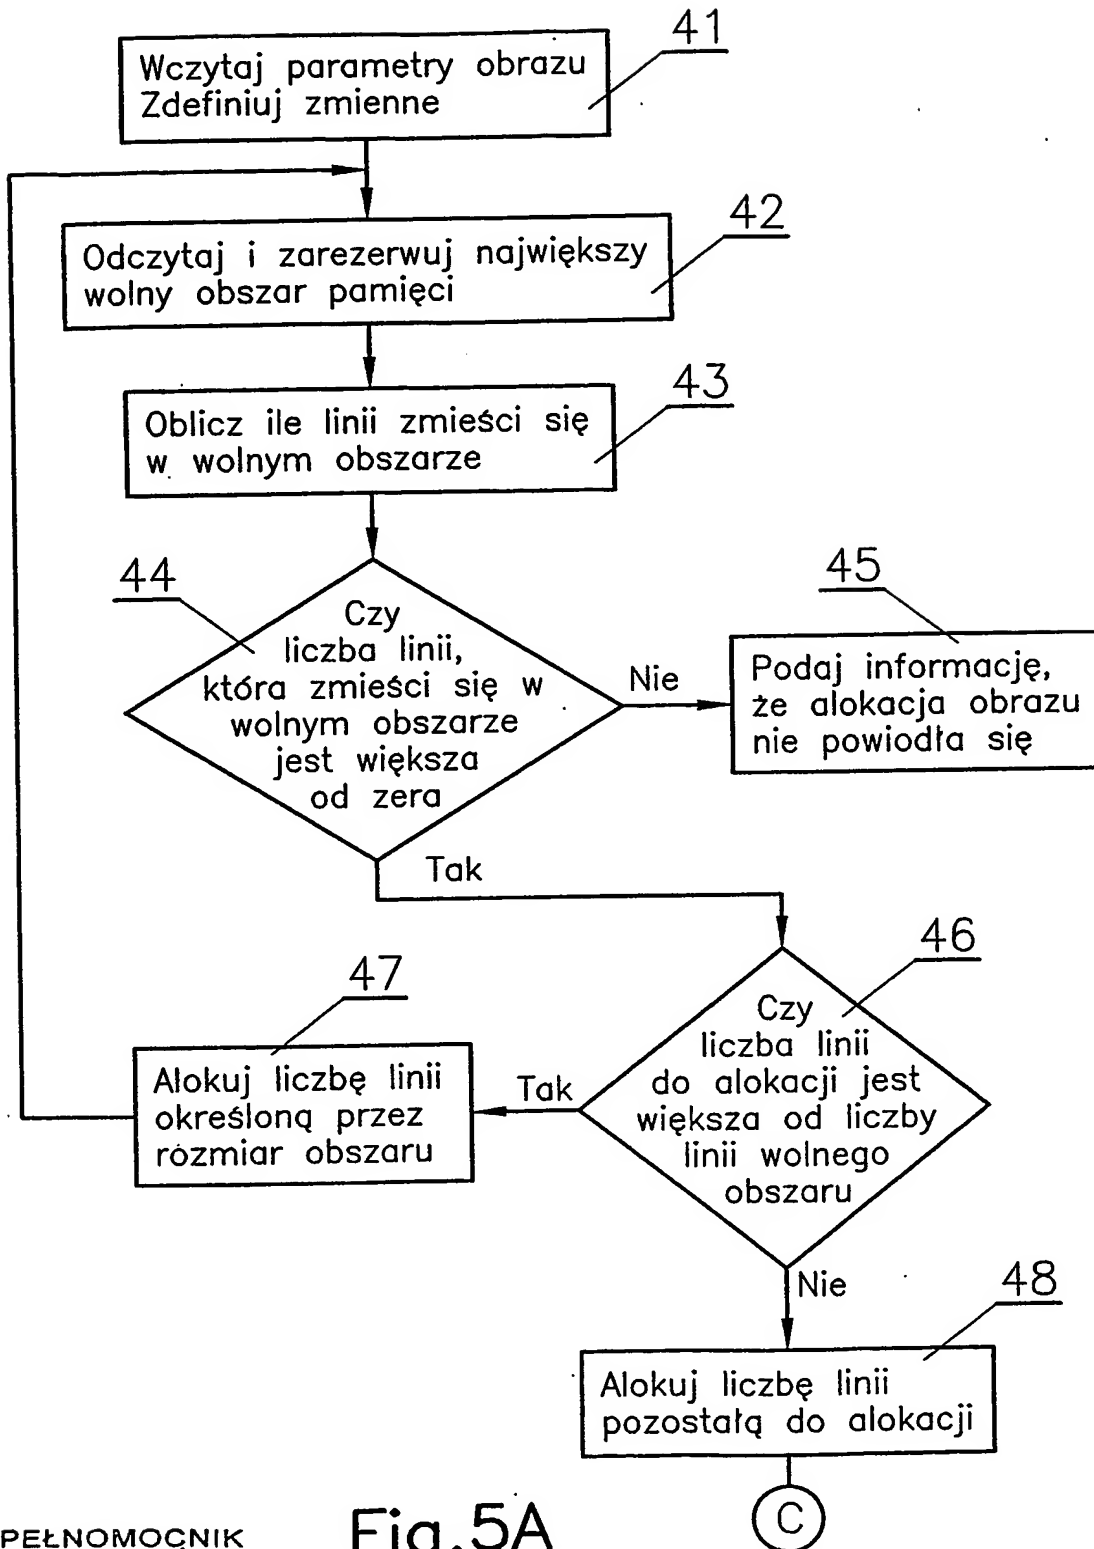 41
Wczytaj parametry obrazu
Zdefiniuj zmienne
42
Odczytaj i zarezerwuj największy
wolny obszar pamięci
43
Oblicz ile linii zmieści się
w wolnym obszarze
44
Czy
liczba linii,
która zmieści się w
wolnym obszarze
jest większa
od zera
Nie
45
Podaj informację,
że alokacja obrazu
nie powiodła się
Tak
46
Czy
liczba linii
do alokacji jest
większa od liczby
linii wolnego
obszaru
Tak
47
Alokuj liczbę linii
określoną przez
rozmiar obszaru
Nie
48
Alokuj liczbę linii
pozostałą do alokacji
C
PEŁNOMOCNIK
Fig.5A